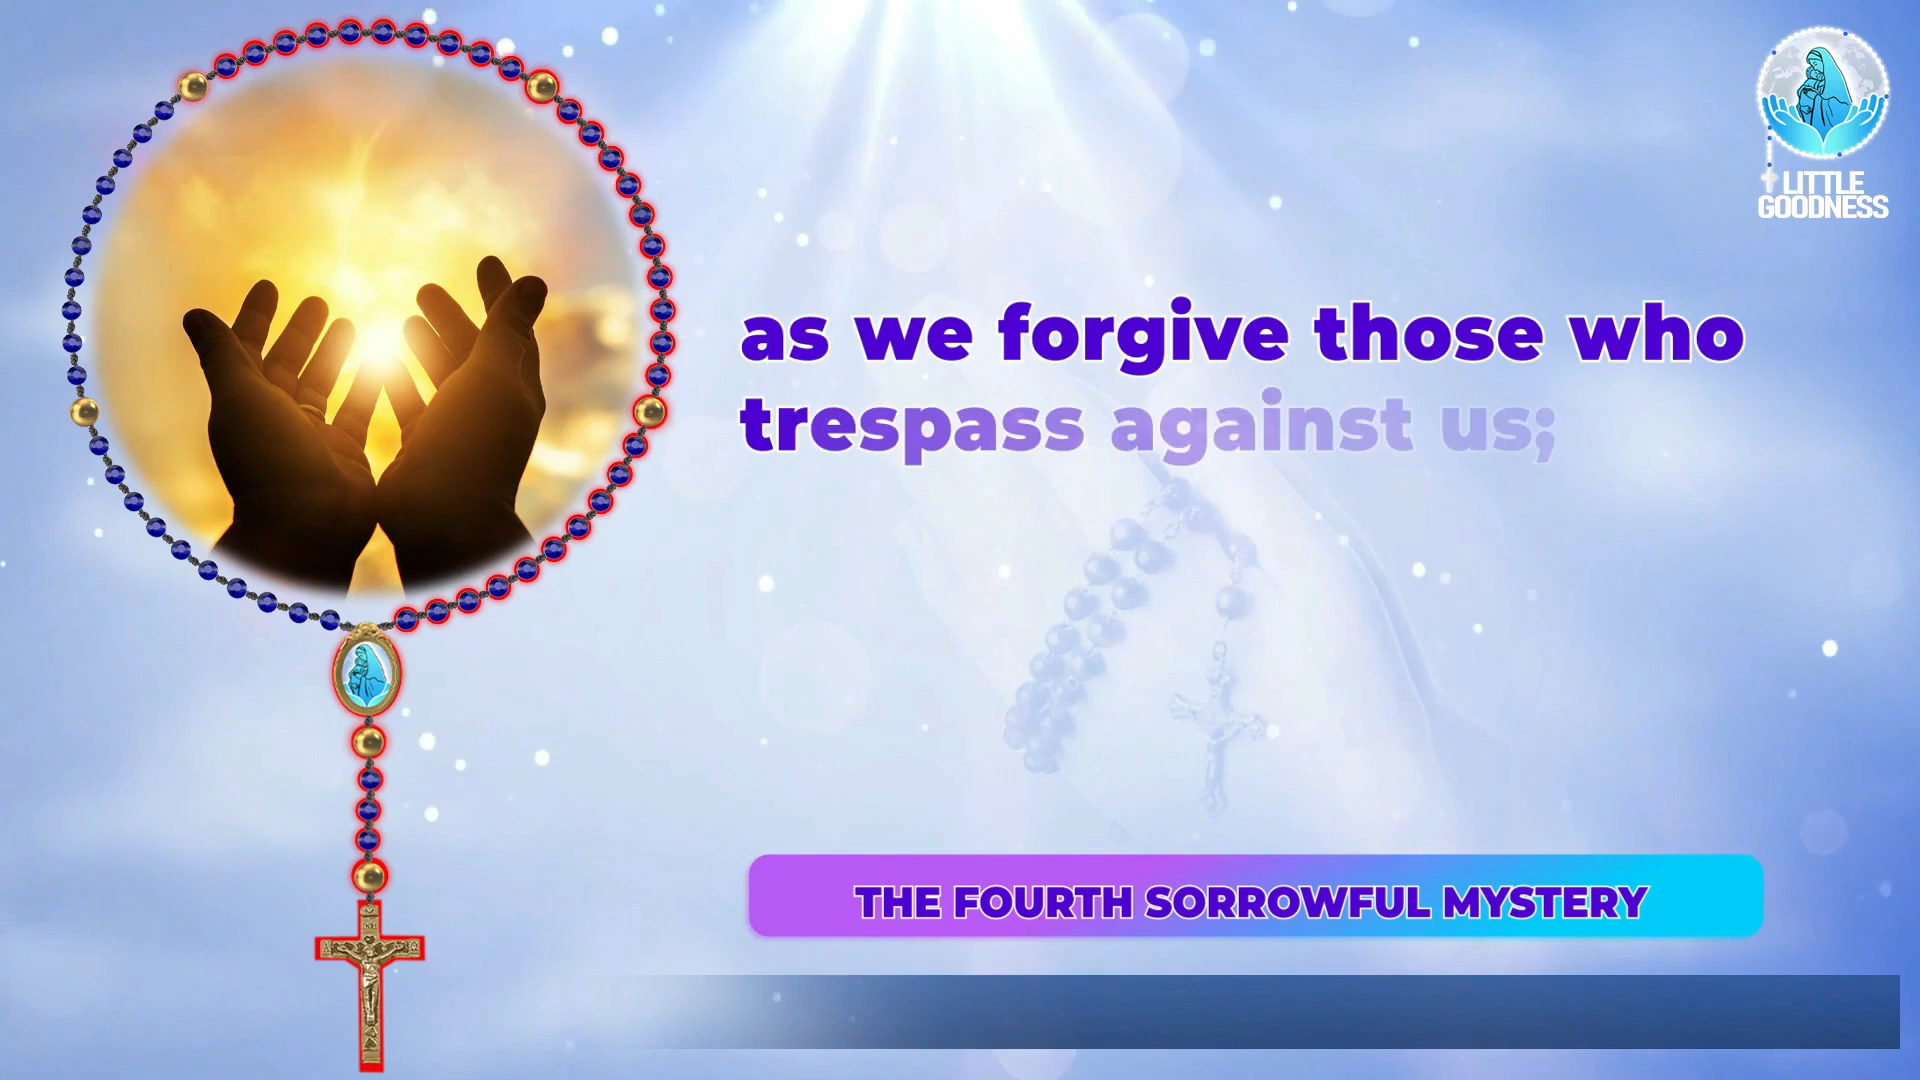 LITTLE
GOODNESS
as we forgive those who
trespass against us;
THE FOURTH SORROWFUL MYSTERY